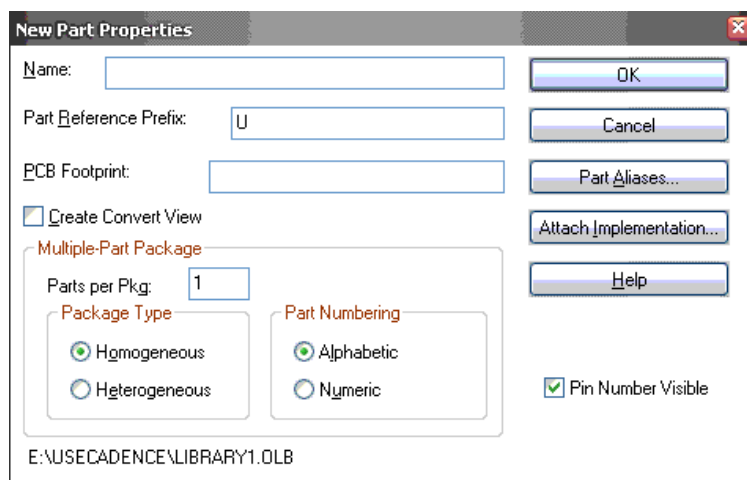 New Part Properties
Name:
OK
Part Reference Prefix:
U
Cancel
PCB Footprint:
Part Aliases...
Create Convert View
Attach Implementation...
Multiple-Part Package
Parts per Pkg:
1
Help
Package Type
Part Numbering
Homogeneous
Alphabetic
Heterogeneous
Numeric
Pin Number Visible
E:\USECADENCE\LIBRARY1.OLB